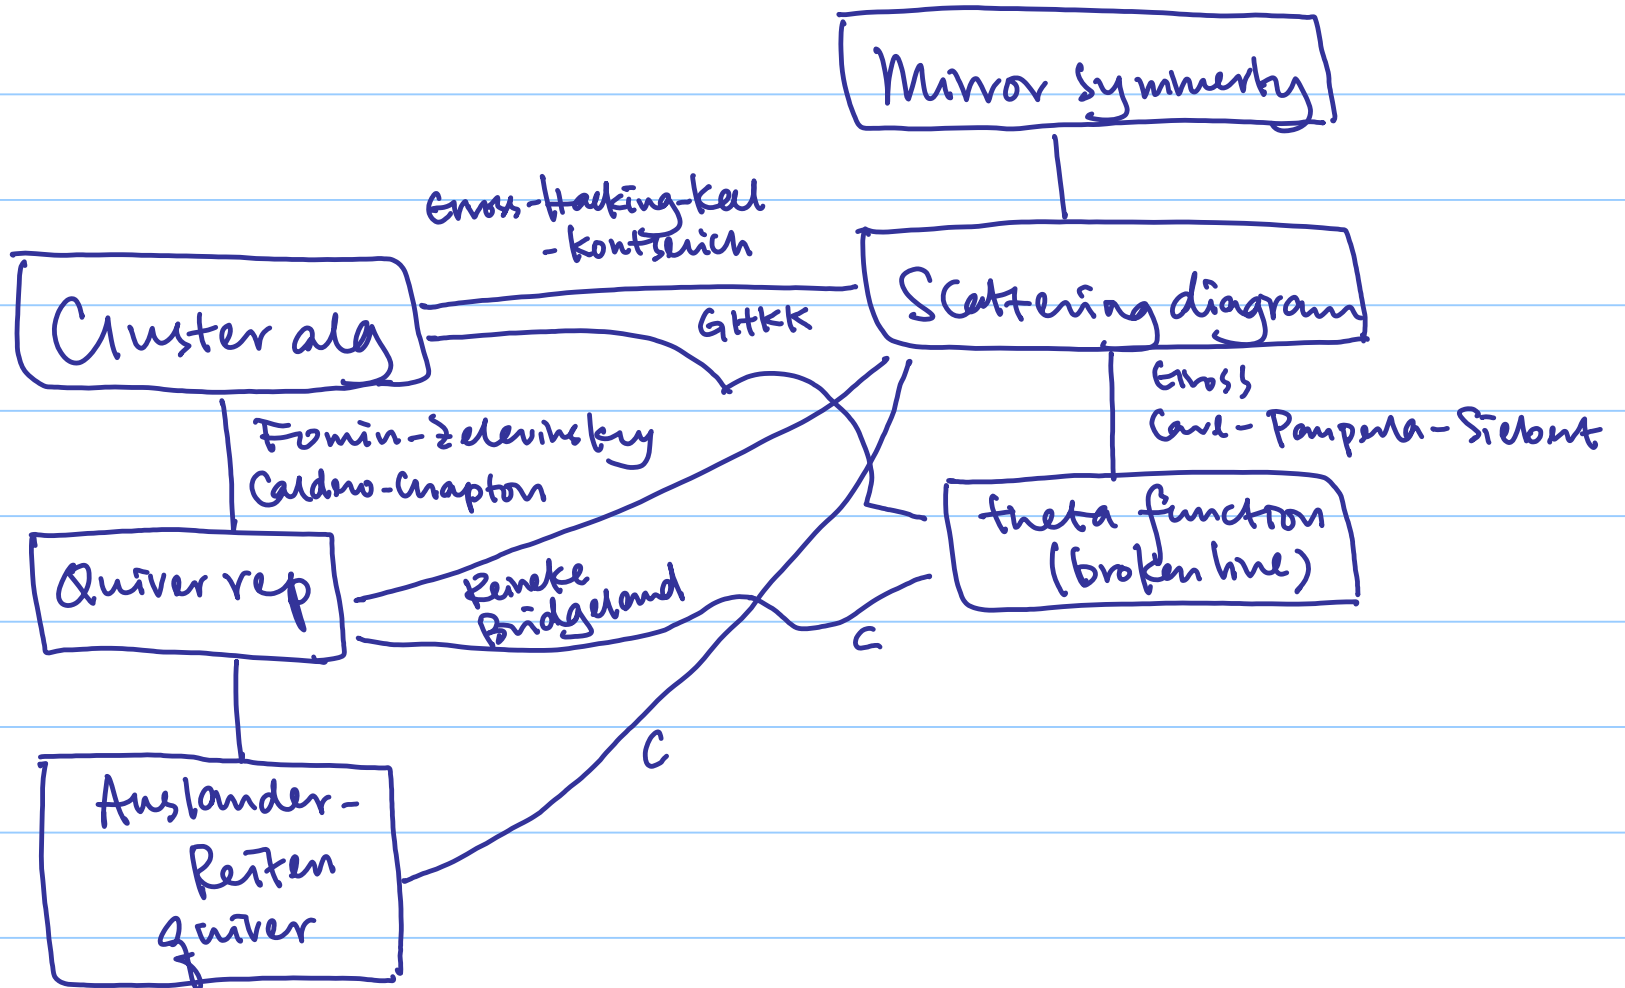 Mirror symmetry
Gross-Hacking-Keel
-Kontsevich
Cluster alg
Scattering diagram
GHKK
Gross
Carl-Pumperla-Siebert
Fomin-Zelevinsky
Caldero-Chapton
theta function
(broken line)
Quiver rep
Reineke
Bridgeland
C
C
Auslander-
Reiten
quiver